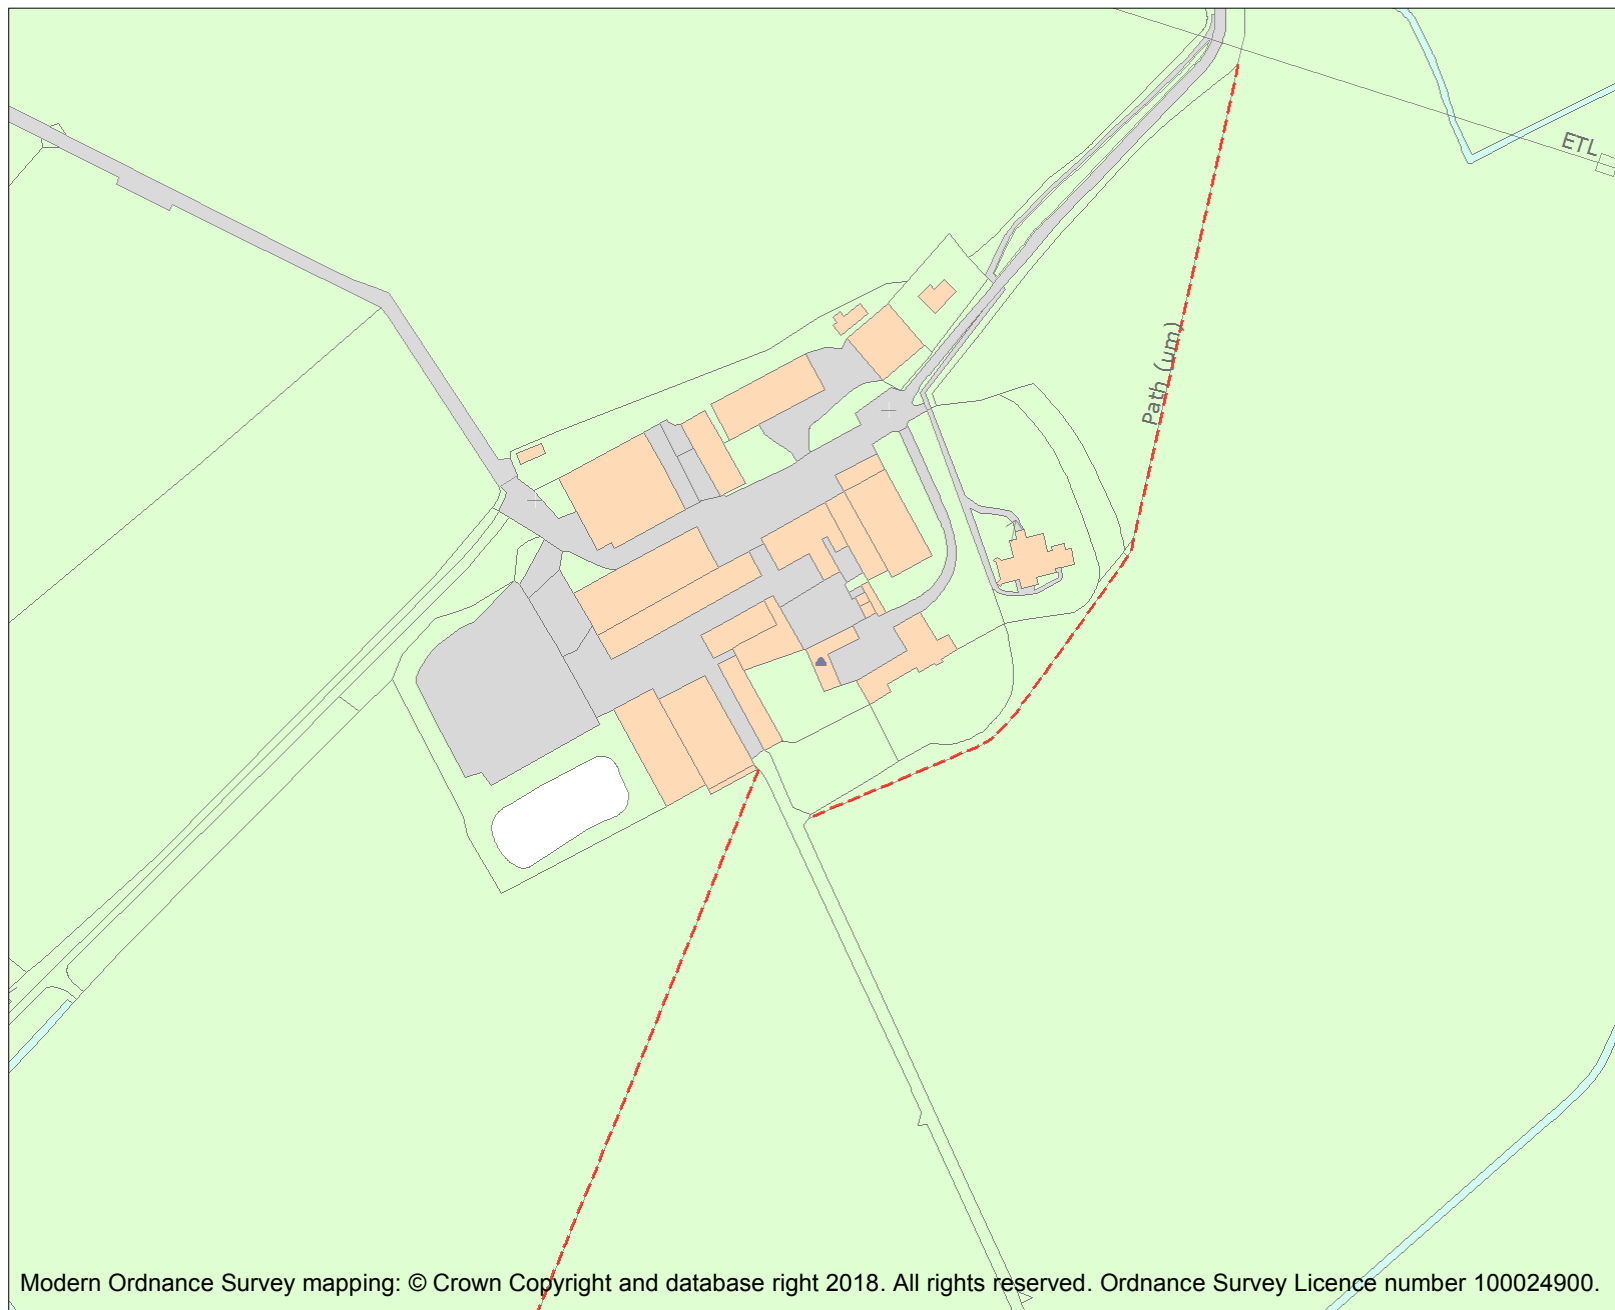 ETL
Path (um)
Modern Ordnance Survey mapping: © Crown Copyright and database right 2018. All rights reserved. Ordnance Survey Licence number 100024900.